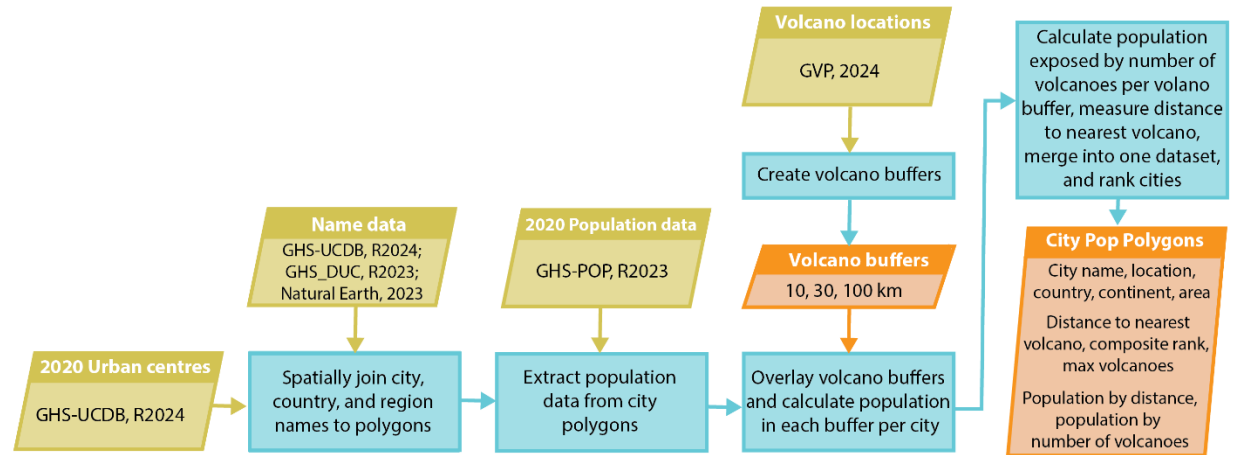 Volcano locations
GVP, 2024
Create volcano buffers
Volcano buffers
10, 30, 100 km
Name data
GHS-UCDB, R2024;
GHS_DUC, R2023;
Natural Earth, 2023
2020 Population data
GHS-POP, R2023
2020 Urban centres
GHS-UCDB, R2024
Spatially join city,
country, and region
names to polygons
Extract population
data from city
polygons
Overlay volcano buffers
and calculate population
in each buffer per city
Calculate population
exposed by number of
volcanoes per volano
buffer, measure distance
to nearest volcano,
merge into one dataset,
and rank cities
City Pop Polygons
City name, location,
country, continent, area
Distance to nearest
volcano, composite rank,
max volcanoes
Population by distance,
population by
number of volcanoes